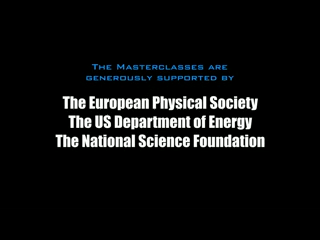 The Masterclasses are
generously supported by
The European Physical Society
The US Department of Energy
The National Science Foundation